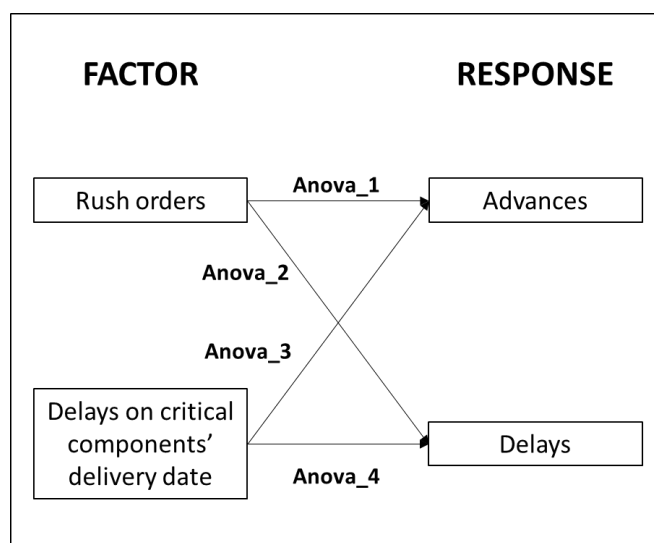 FACTOR
RESPONSE
Rush orders
Anova_1
Advances
Anova_2
Anova_3
Delays on critical
components’
delivery date
Delays
Anova_4